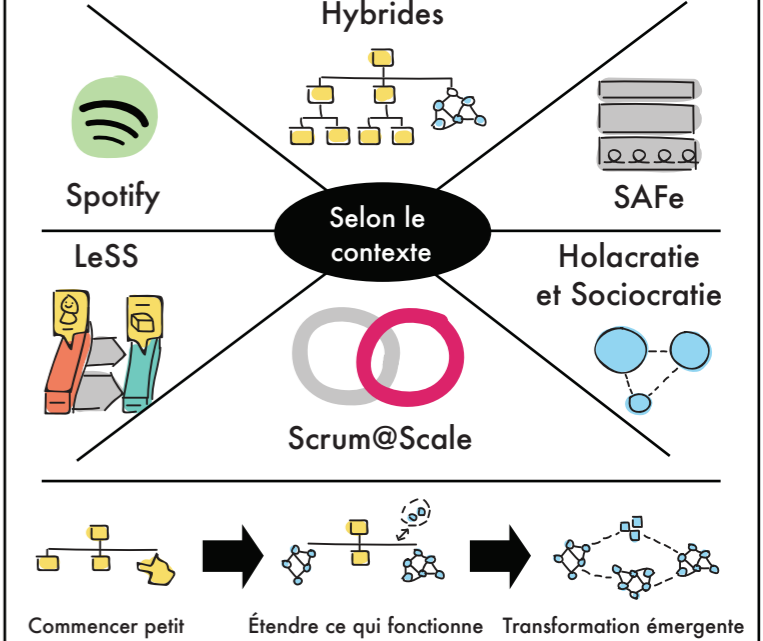 Hybrides
Spotify
SAFe
Selon le
contexte
LeSS
Holacratie
et Sociocratie
Scrum@Scale
Commencer petit
Étendre ce qui fonctionne
Transformation émergente